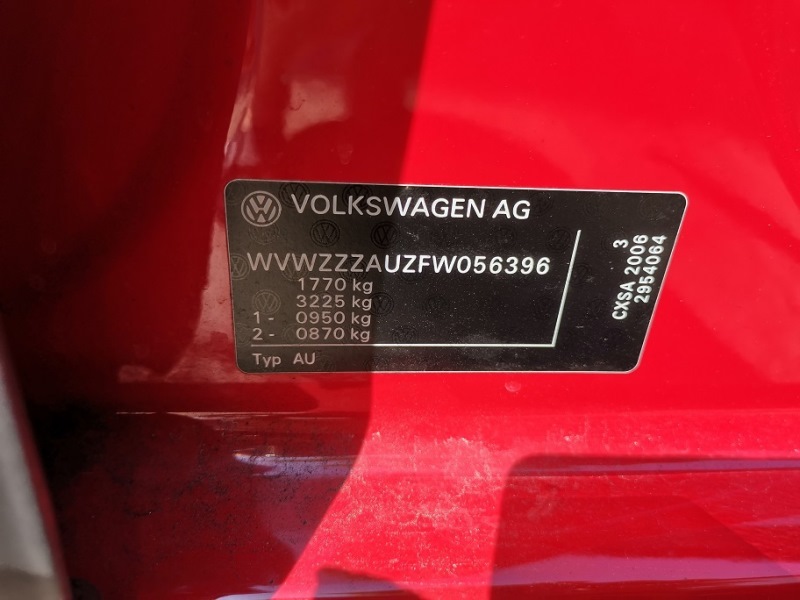 VOLKSWAGEN AG
WVWZZZAUZFW056396
1770 kg
3225 kg
1 - 0950 kg
2 - 0870 kg
Typ AU
3
CXSA 2006
2954064